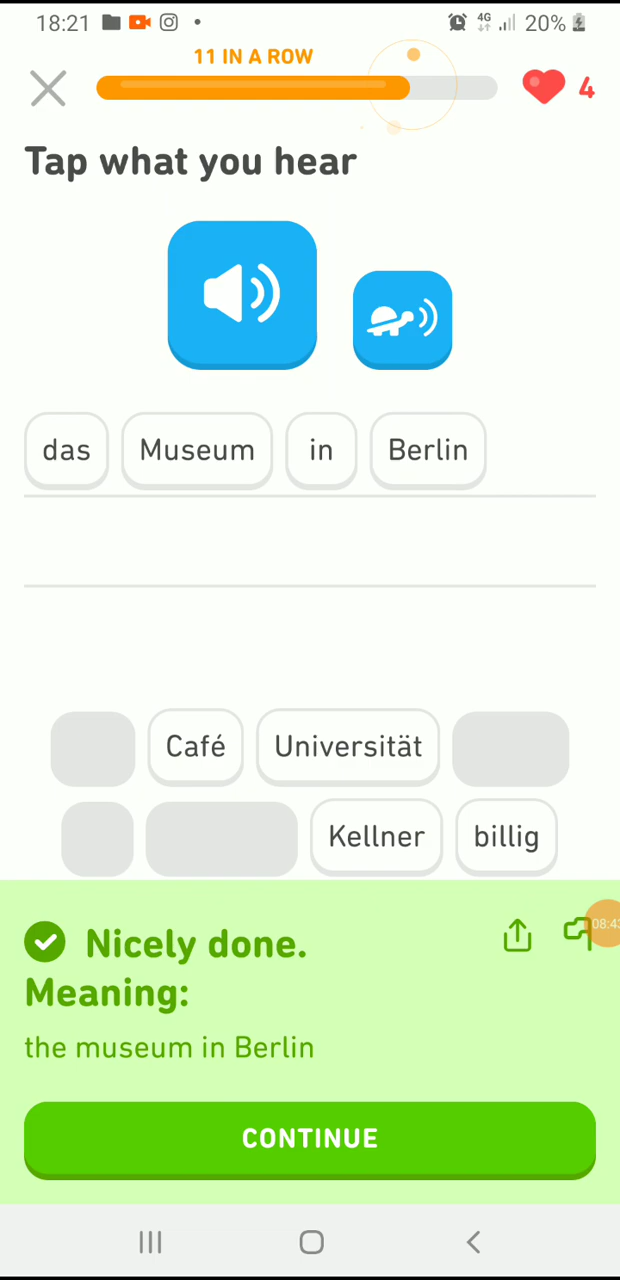 18:21 4G 20%
11 IN A ROW
4
Tap what you hear
das Museum in Berlin
Café Universität
Kellner billig
Nicely done.
Meaning:
the museum in Berlin
CONTINUE